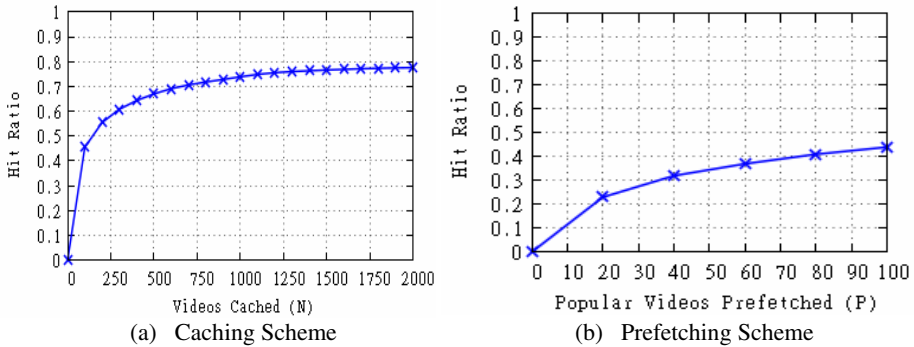 1
0.9
0.8
0.7
0.6
0.5
0.4
0.3
0.2
0.1
0
Hit Ratio
0 250 500 750 1000 1250 1500 1750 2000
Videos Cached (N)
(a) Caching Scheme
1
0.9
0.8
0.7
0.6
0.5
0.4
0.3
0.2
0.1
0
Hit Ratio
0 10 20 30 40 50 60 70 80 90 100
Popular Videos Prefetched (P)
(b) Prefetching Scheme